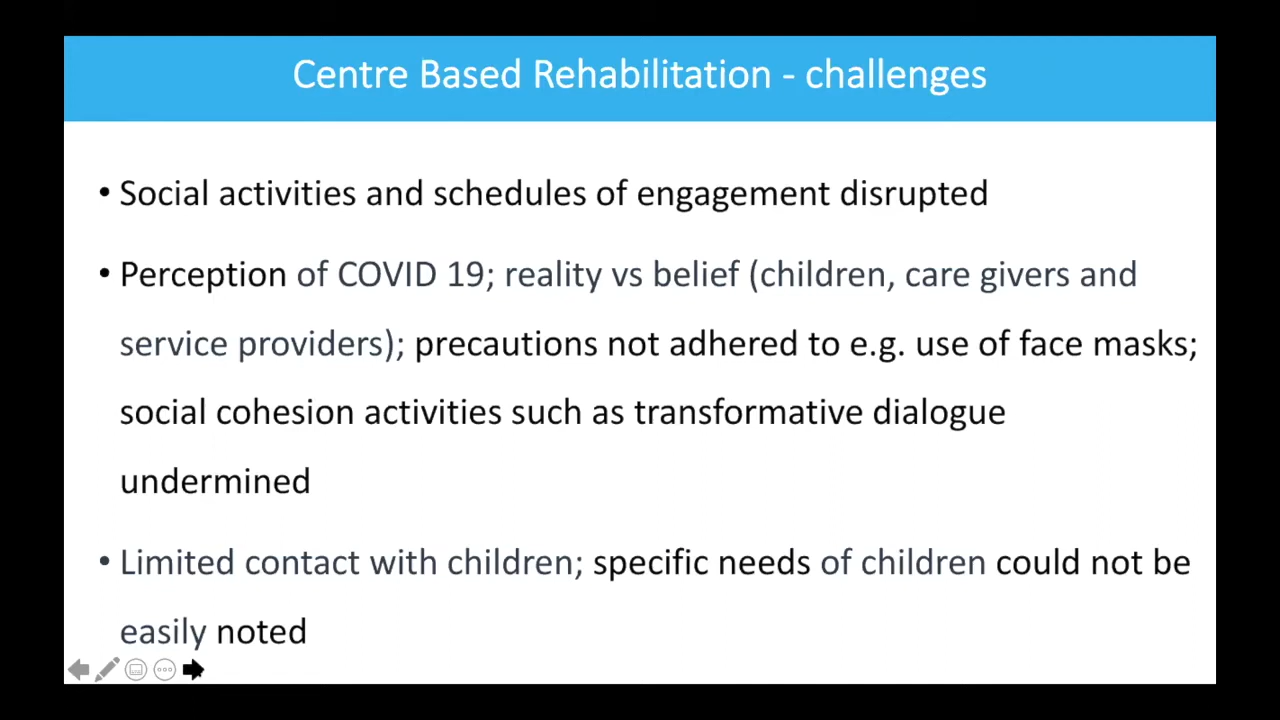 Centre Based Rehabilitation - challenges
• Social activities and schedules of engagement disrupted
• Perception of COVID 19; reality vs belief (children, care givers and
service providers); precautions not adhered to e.g. use of face masks;
social cohesion activities such as transformative dialogue
undermined
• Limited contact with children; specific needs of children could not be
easily noted